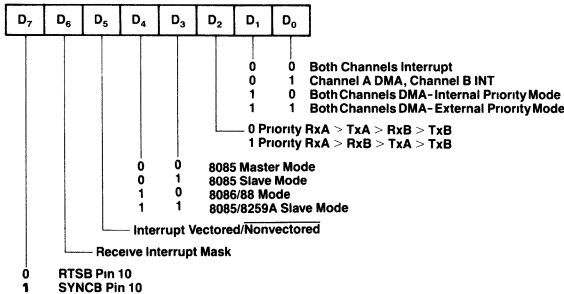 D7 D6 D5 D4 D3 D2 D1 D0
0 0 Both Channels Interrupt
0 1 Channel A DMA, Channel B INT
1 0 Both Channels DMA-Internal Priority Mode
1 1 Both Channels DMA-External Priority Mode
0 Priority RxA > TxA > RxB > TxB
1 Priority RxA > RxB > TxA > TxB
0 0 8085 Master Mode
0 1 8085 Slave Mode
1 0 8086/88 Mode
1 1 8085/8259A Slave Mode
Interrupt Vectored/Nonvectored
Receive Interrupt Mask
0 RTSB Pin 10
1 SYNCB Pin 10